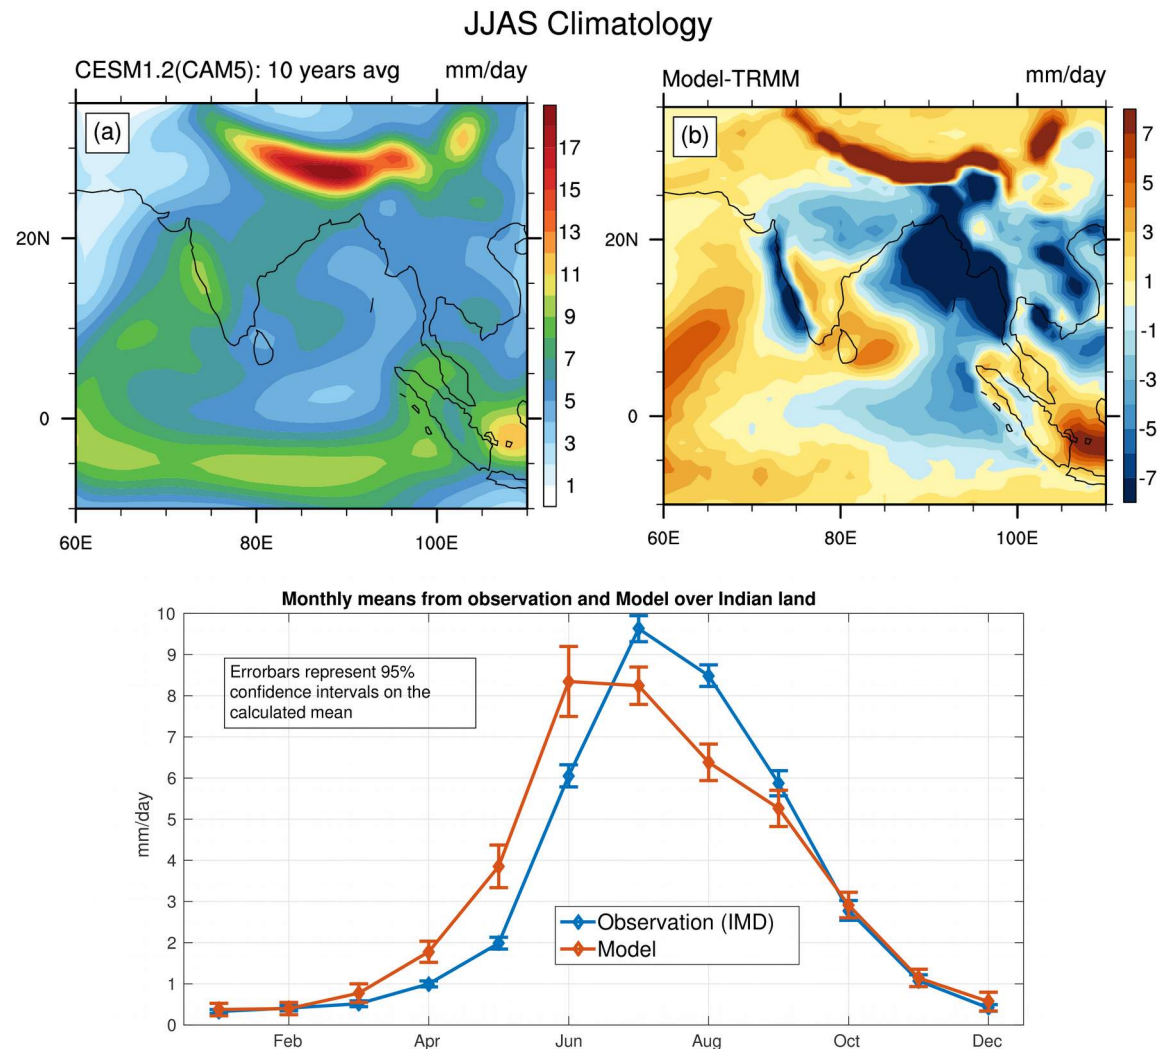 JJAS Climatology
CESM1.2(CAM5): 10 years avg mm/day
(a)
20N
0
60E 80E 100E
17
15
13
11
9
7
5
3
1
Model-TRMM mm/day
(b)
20N
0
60E 80E 100E
7
5
3
1
-1
-3
-5
-7
Monthly means from observation and Model over Indian land
Errorbars represent 95%
confidence intervals on the
calculated mean
mm/day
10
9
8
7
6
5
4
3
2
1
0
Observation (IMD)
Model
Feb Apr Jun Aug Oct Dec